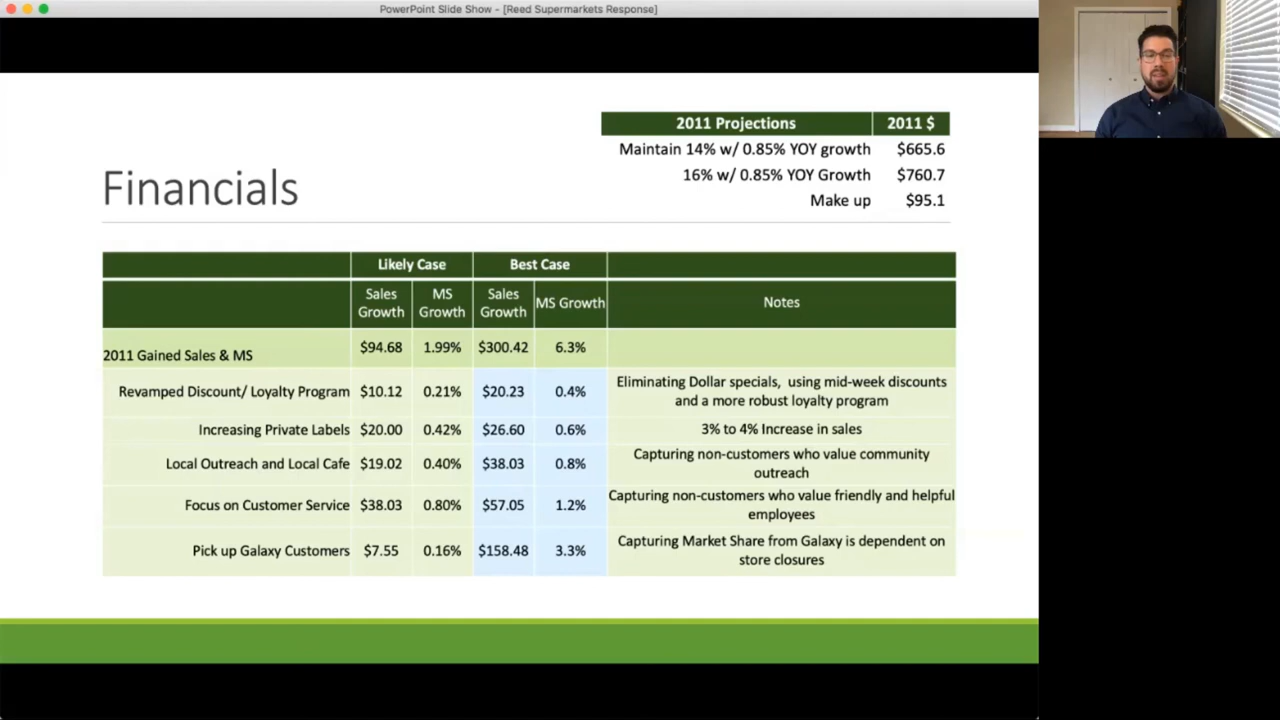 PowerPoint Slide Show - [Reed Supermarkets Response]
2011 Projections 2011 $
Maintain 14% w/ 0.85% YOY growth $665.6
16% w/ 0.85% YOY Growth $760.7
Make up $95.1
Financials
Likely Case Best Case
Sales Growth MS Growth Sales Growth MS Growth Notes
2011 Gained Sales & MS $94.68 1.99% $300.42 6.3%
Revamped Discount/ Loyalty Program $10.12 0.21% $20.23 0.4% Eliminating Dollar specials, using mid-week discounts
and a more robust loyalty program
Increasing Private Labels $20.00 0.42% $26.60 0.6% 3% to 4% Increase in sales
Local Outreach and Local Cafe $19.02 0.40% $38.03 0.8% Capturing non-customers who value community
outreach
Focus on Customer Service $38.03 0.80% $57.05 1.2% Capturing non-customers who value friendly and helpful
employees
Pick up Galaxy Customers $7.55 0.16% $158.48 3.3% Capturing Market Share from Galaxy is dependent on
store closures